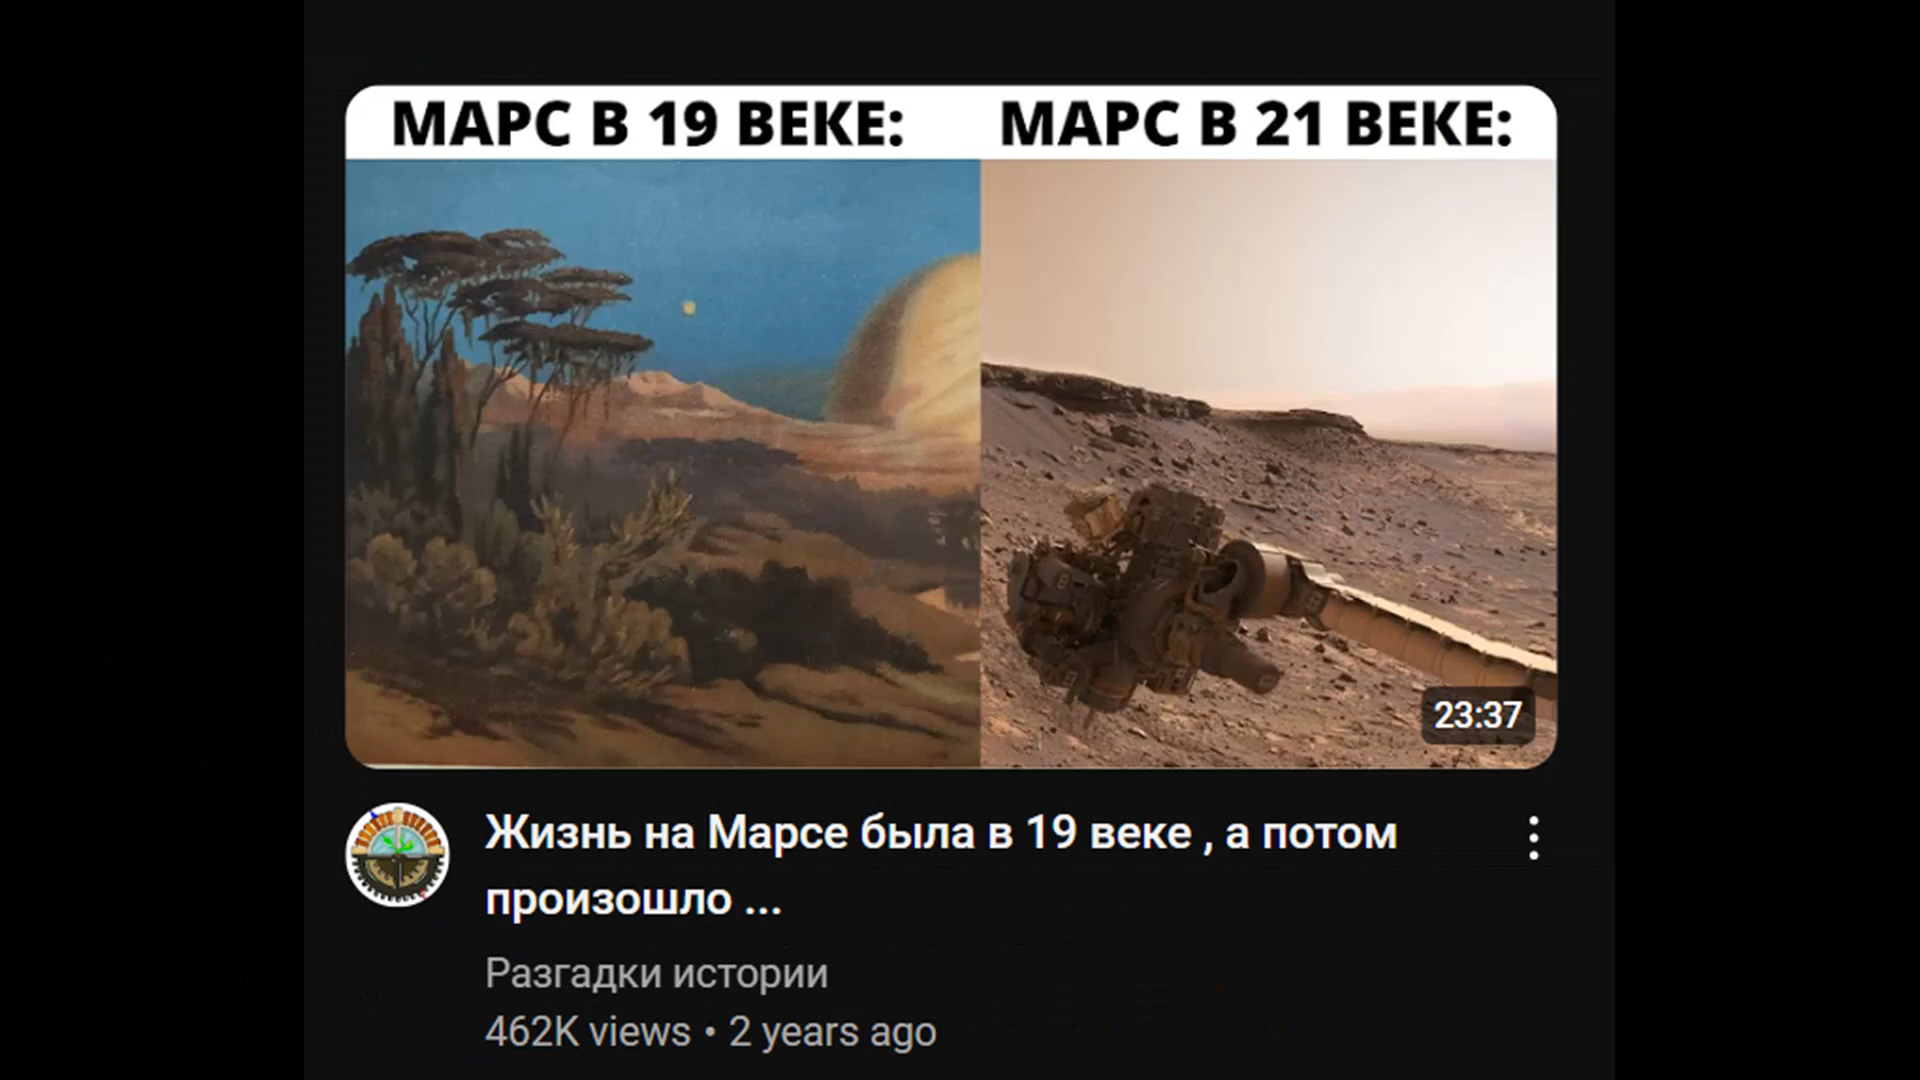 МАРС В 19 ВЕКЕ:
МАРС В 21 ВЕКЕ:
23:37
Жизнь на Марсе была в 19 веке , а потом
произошло ...
Разгадки истории
462K views • 2 years ago